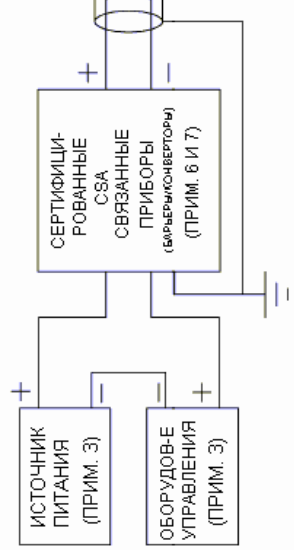 +
−
СЕРТИФИЦИ-
РОВАННЫЕ
CSA
СВЯЗАННЫЕ
ПРИБОРЫ
(БАРЬЕРЫ/КОНВЕРТОРЫ)
(ПРИМ. 6 И 7)
+
−
ИСТОЧНИК
ПИТАНИЯ
(ПРИМ. 3)
−
+
ОБОРУДОВ-Е
УПРАВЛЕНИЯ
(ПРИМ. 3)